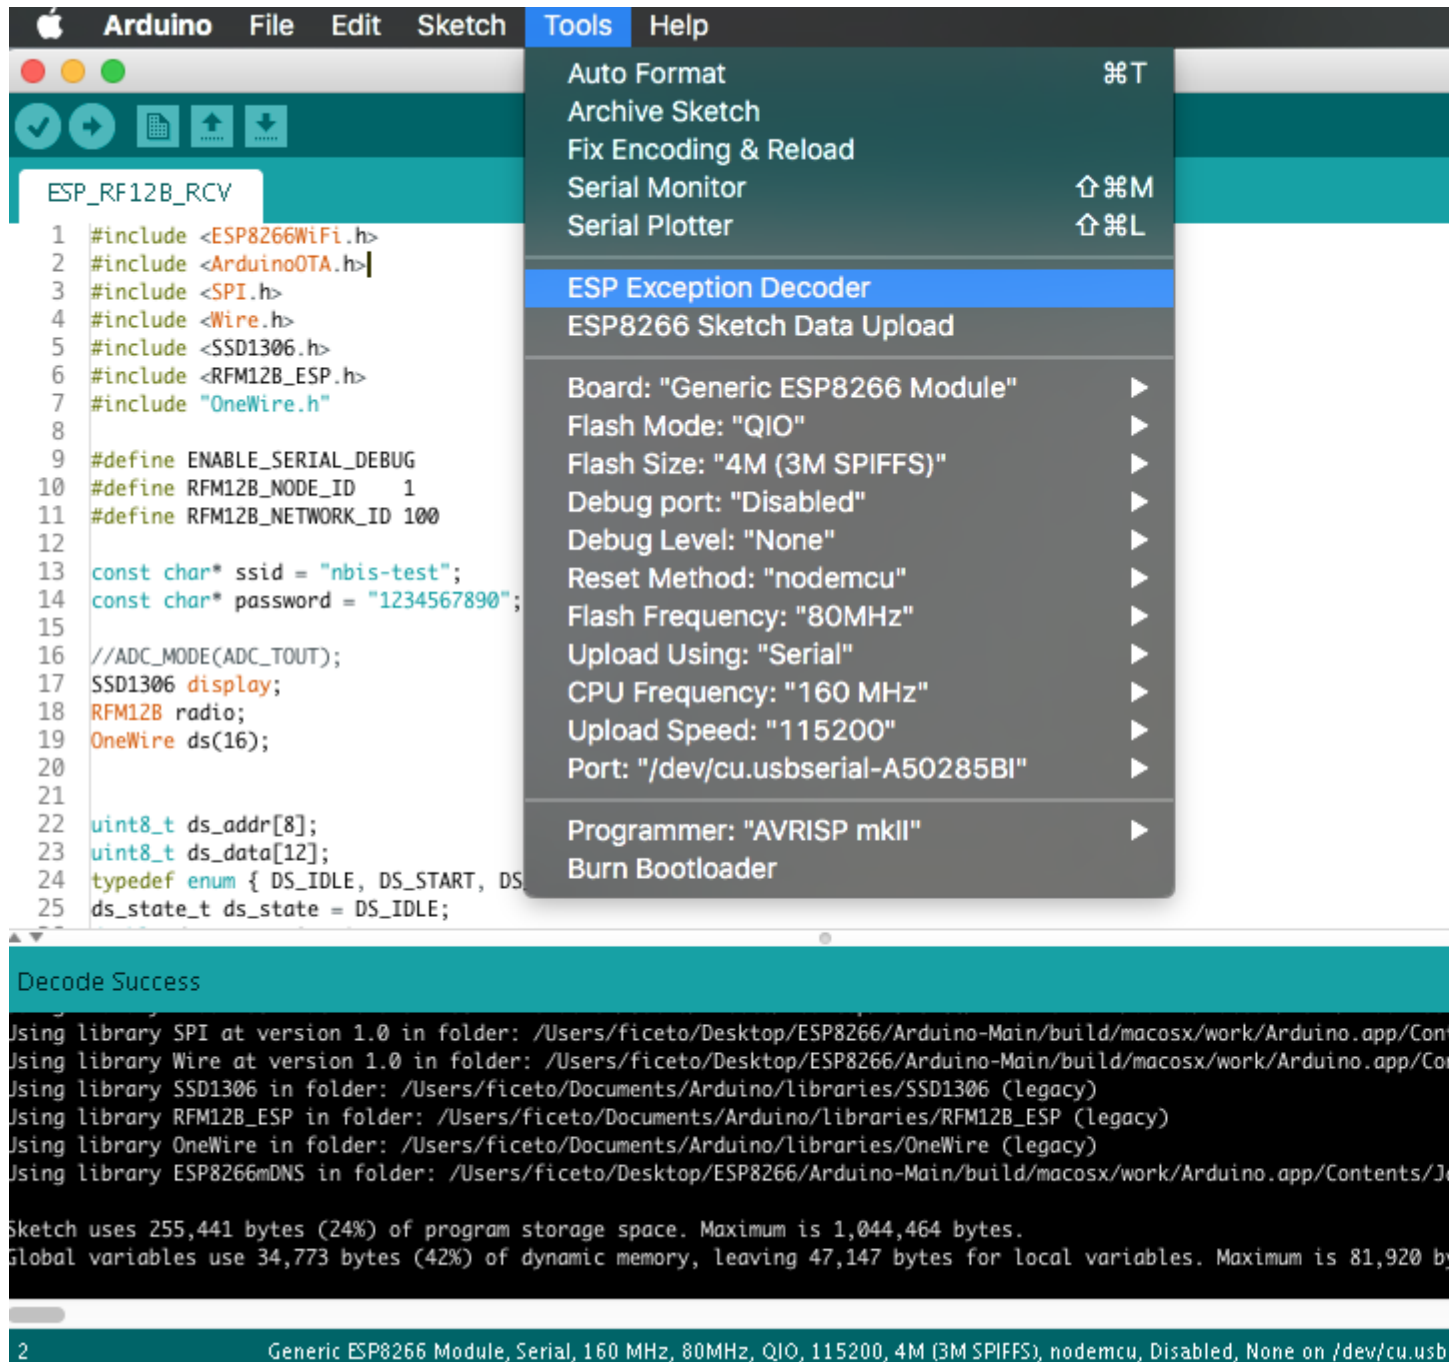 Arduino File Edit Sketch Tools Help
Auto Format ⌘T
Archive Sketch
Fix Encoding & Reload
Serial Monitor ⇧⌘M
Serial Plotter ⇧⌘L
ESP Exception Decoder
ESP8266 Sketch Data Upload
Board: "Generic ESP8266 Module"
Flash Mode: "QIO"
Flash Size: "4M (3M SPIFFS)"
Debug port: "Disabled"
Debug Level: "None"
Reset Method: "nodemcu"
Flash Frequency: "80MHz"
Upload Using: "Serial"
CPU Frequency: "160 MHz"
Upload Speed: "115200"
Port: "/dev/cu.usbserial-A50285BI"
Programmer: "AVRISP mkII"
Burn Bootloader
ESP_RF12B_RCV
1 #include <ESP8266WiFi.h>
2 #include <ArduinoOTA.h>
3 #include <SPI.h>
4 #include <Wire.h>
5 #include <SSD1306.h>
6 #include <RFM12B_ESP.h>
7 #include "OneWire.h"
8
9 #define ENABLE_SERIAL_DEBUG
10 #define RFM12B_NODE_ID 1
11 #define RFM12B_NETWORK_ID 100
12
13 const char* ssid = "nbis-test";
14 const char* password = "1234567890";
15
16 //ADC_MODE(ADC_TOUT);
17 SSD1306 display;
18 RFM12B radio;
19 OneWire ds(16);
20
21
22 uint8_t ds_addr[8];
23 uint8_t ds_data[12];
24 typedef enum { DS_IDLE, DS_START, DS_
25 ds_state_t ds_state = DS_IDLE;
Decode Success
Using library SPI at version 1.0 in folder: /Users/ficeto/Desktop/ESP8266/Arduino-Main/build/macosx/work/Arduino.app/Cont
Using library Wire at version 1.0 in folder: /Users/ficeto/Desktop/ESP8266/Arduino-Main/build/macosx/work/Arduino.app/Co
Using library SSD1306 in folder: /Users/ficeto/Documents/Arduino/libraries/SSD1306 (legacy)
Using library RFM12B_ESP in folder: /Users/ficeto/Documents/Arduino/libraries/RFM12B_ESP (legacy)
Using library OneWire in folder: /Users/ficeto/Documents/Arduino/libraries/OneWire (legacy)
Using library ESP8266mDNS in folder: /Users/ficeto/Desktop/ESP8266/Arduino-Main/build/macosx/work/Arduino.app/Contents/J
Sketch uses 255,441 bytes (24%) of program storage space. Maximum is 1,044,464 bytes.
Global variables use 34,773 bytes (42%) of dynamic memory, leaving 47,147 bytes for local variables. Maximum is 81,920 b
2 Generic ESP8266 Module, Serial, 160 MHz, 80MHz, QIO, 115200, 4M (3M SPIFFS), nodemcu, Disabled, None on /dev/cu.usb